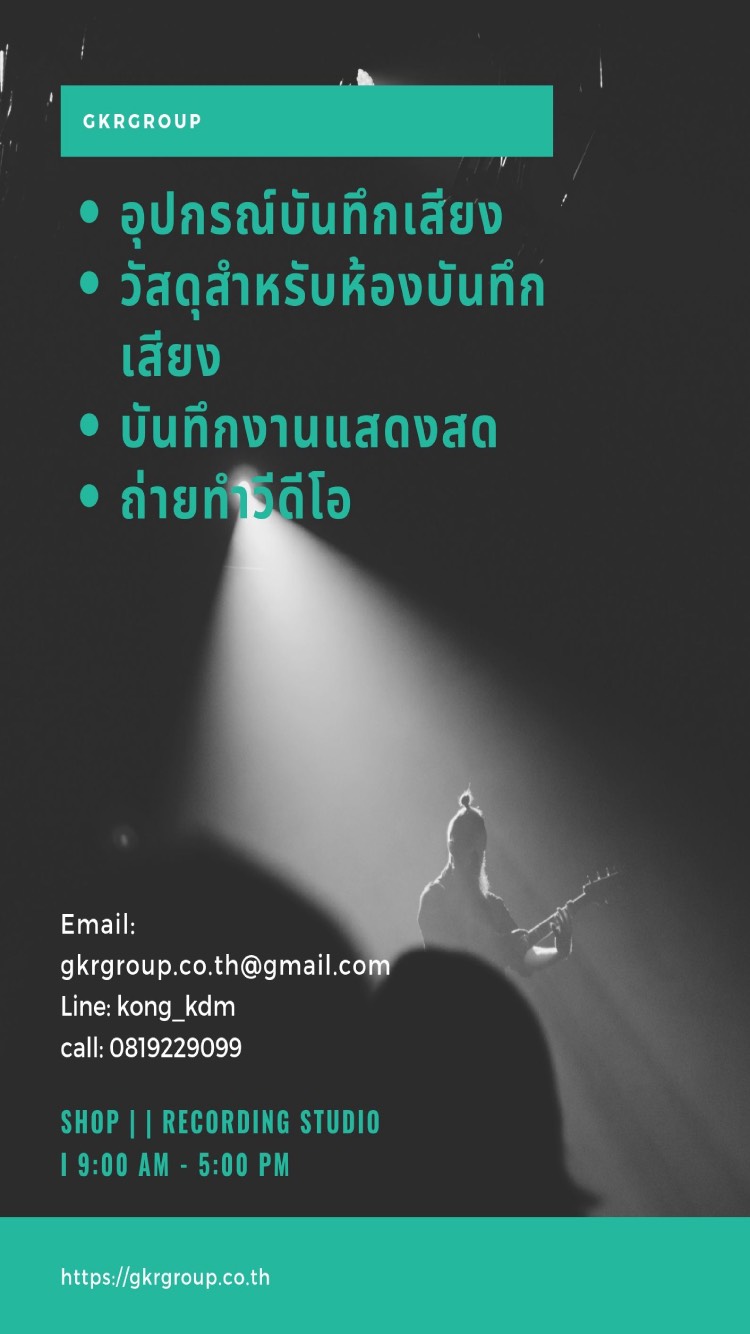 GKRGROUP
• อุปกรณ์บันทึกเสียง
• วัสดุสำหรับห้องบันทึก
เสียง
• บันทึกงานแสดงสด
• ถ่ายทำวีดีโอ
Email:
gkrgroup.co.th@gmail.com
Line: kong_kdm
call: 0819229099
SHOP || RECORDING STUDIO
I 9:00 AM - 5:00 PM
https://gkrgroup.co.th